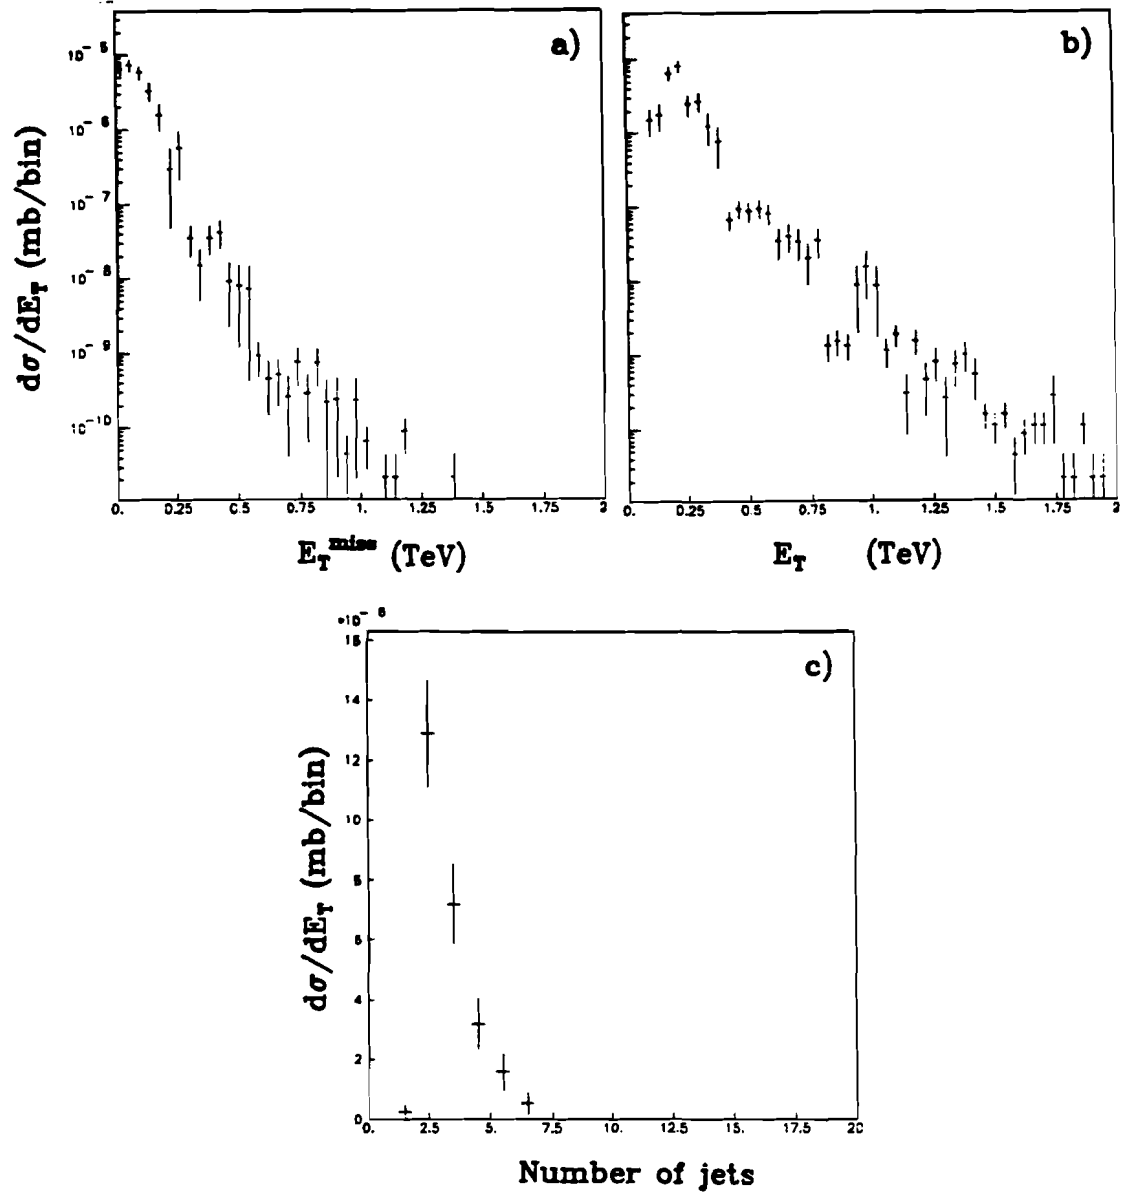 a)
10^-5
10^-6
10^-7
10^-8
10^-9
10^-10
dσ/dE_T (mb/bin)
0. 0.25 0.5 0.75 1. 1.25 1.5 1.75 2
E_T^miss (TeV)
b)
0. 0.25 0.5 0.75 1. 1.25 1.5 1.75 2
E_T (TeV)
c)
16
14
12
10
8
6
4
2
0
dσ/dE_T (mb/bin)
0. 2.5 5. 7.5 10. 12.5 15. 17.5 20
Number of jets